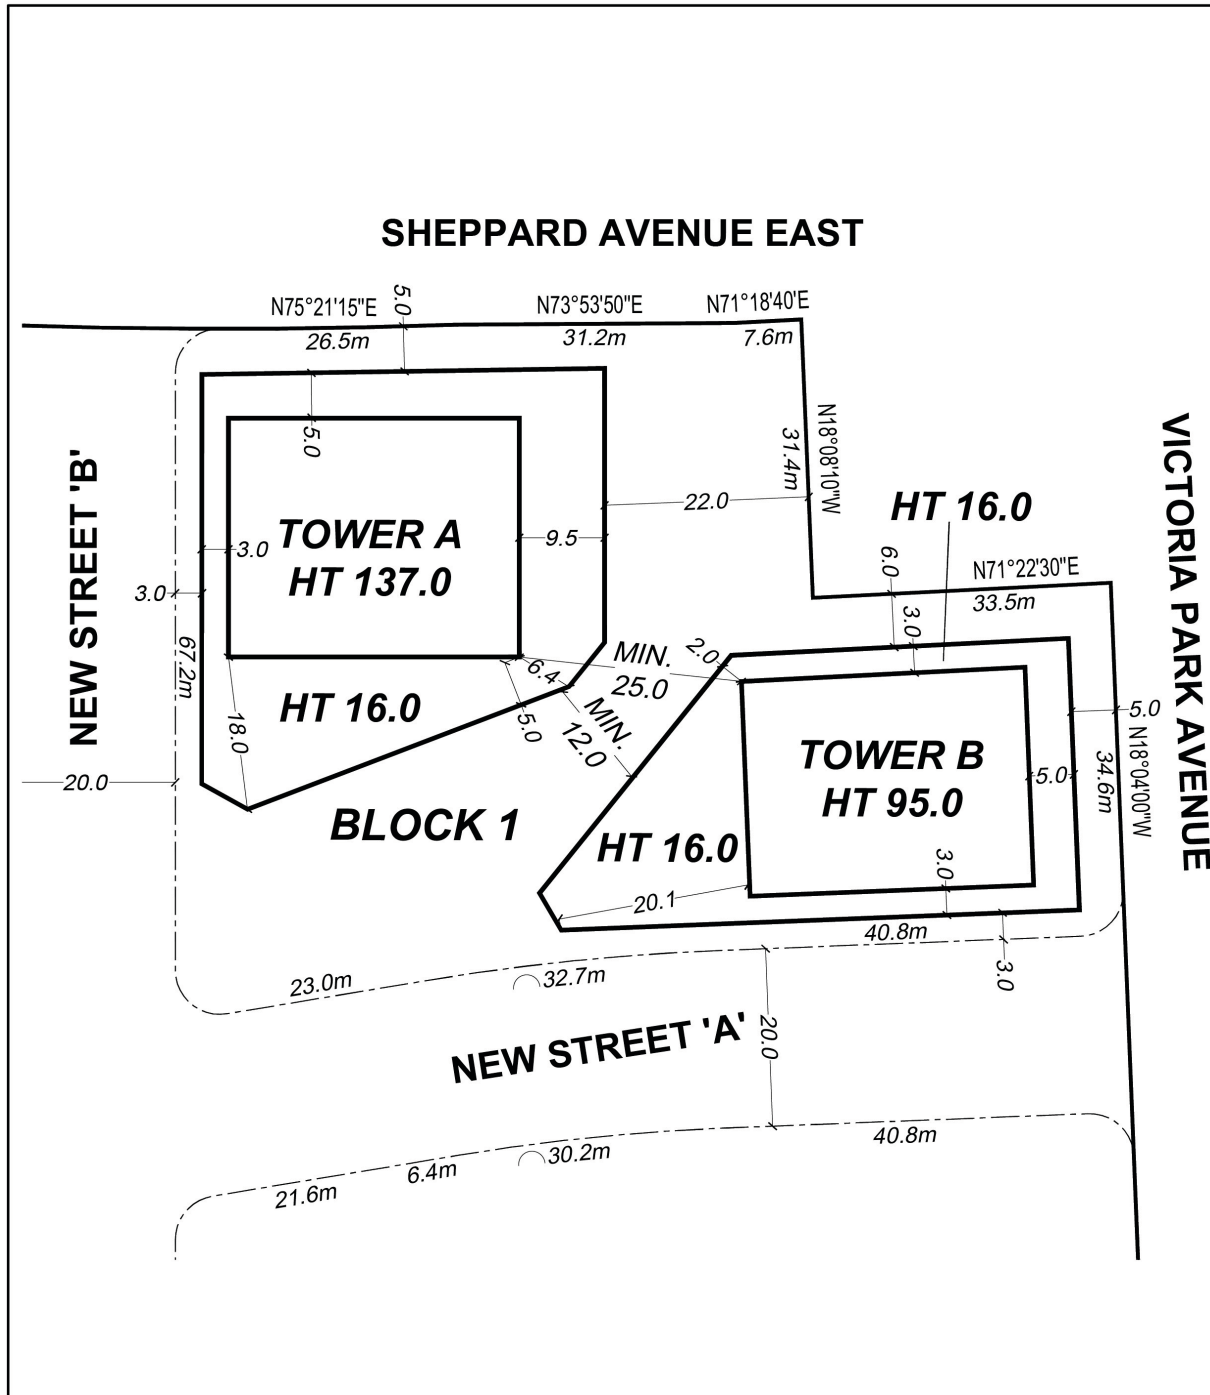 SHEPPARD AVENUE EAST
N75°21'15"E
5.0
N73°53'50"E
N71°18'40'E
26.5m
31.2m
7.6m
5.0
31.4m
N18°08'10"W
VICTORIA PARK AVENUE
NEW STREET 'B'
22.0
HT 16.0
TOWER A
HT 137.0
3.0
9.5
3.0
6.0
N71°22'30"E
33.5m
3.0
67.2m
MIN.
25.0
2.0
6.4
HT 16.0
18.0
5.0
MIN.
12.0
5.0
N18°04'00"W
34.6m
TOWER B
HT 95.0
5.0
20.0
BLOCK 1
HT 16.0
3.0
20.1
40.8m
3.0
23.0m
32.7m
NEW STREET 'A'
20.0
40.8m
30.2m
6.4m
21.6m